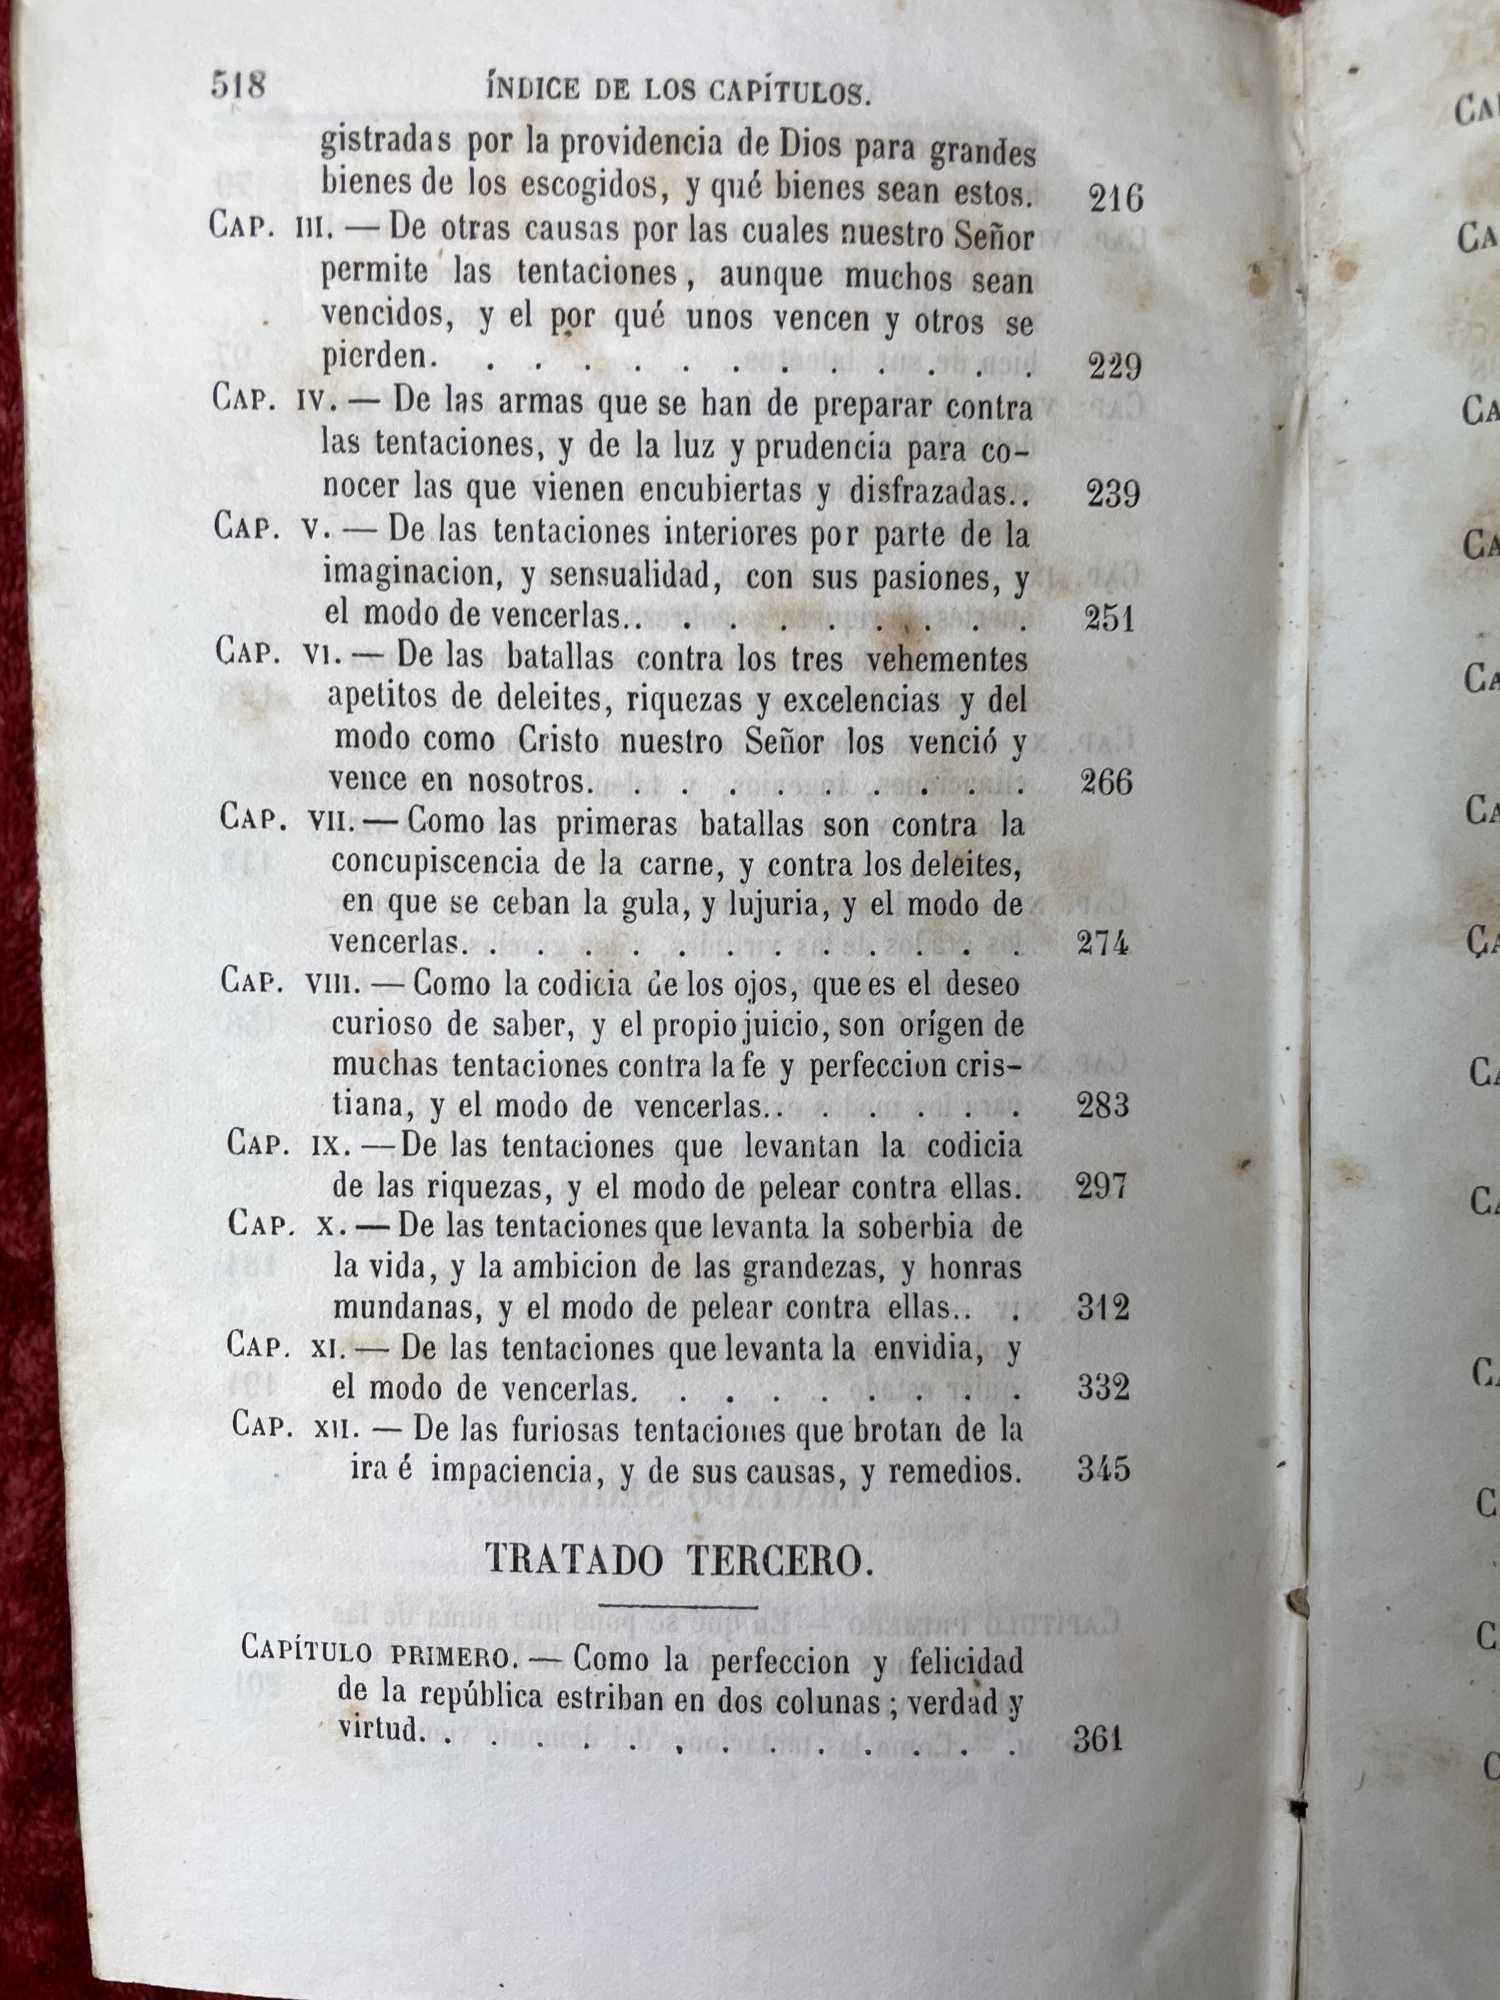 518 ÍNDICE DE LOS CAPÍTULOS.
gistradas por la providencia de Dios para grandes
bienes de los escogidos, y qué bienes sean estos. 216
CAP. III. — De otras causas por las cuales nuestro Señor
permite las tentaciones, aunque muchos sean
vencidos, y el por qué unos vencen y otros se
pierden. . . . . . . . . . . . . 229
CAP. IV. — De las armas que se han de preparar contra
las tentaciones, y de la luz y prudencia para co-
nocer las que vienen encubiertas y disfrazadas.. 239
CAP. V. — De las tentaciones interiores por parte de la
imaginacion, y sensualidad, con sus pasiones, y
el modo de vencerlas.. . . . . . . . . 251
CAP. VI. — De las batallas contra los tres vehementes
apetitos de deleites, riquezas y excelencias y del
modo como Cristo nuestro Señor los venció y
vence en nosotros. . . . . . . . . . 266
CAP. VII. — Como las primeras batallas son contra la
concupiscencia de la carne, y contra los deleites,
en que se ceban la gula, y lujuria, y el modo de
vencerlas. . . . . . . . . . . . . 274
CAP. VIII. — Como la codicia de los ojos, que es el deseo
curioso de saber, y el propio juicio, son orígen de
muchas tentaciones contra la fe y perfeccion cris-
tiana, y el modo de vencerlas.. . . . . . 283
CAP. IX. — De las tentaciones que levantan la codicia
de las riquezas, y el modo de pelear contra ellas. 297
CAP. X. — De las tentaciones que levanta la soberbia de
la vida, y la ambicion de las grandezas, y honras
mundanas, y el modo de pelear contra ellas.. . 312
CAP. XI. — De las tentaciones que levanta la envidia, y
el modo de vencerlas. . . . . . . . . 332
CAP. XII. — De las furiosas tentaciones que brotan de la
ira é impaciencia, y de sus causas, y remedios. 345
TRATADO TERCERO.
CAPÍTULO PRIMERO. — Como la perfeccion y felicidad
de la república estriban en dos colunas; verdad y
virtud. . . . . . . . . . . . . . 361